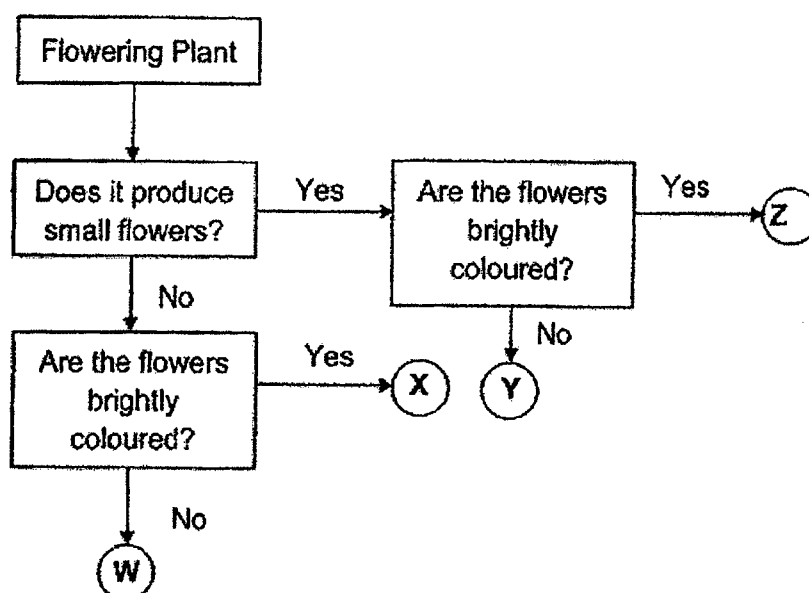 Flowering Plant
Does it produce
small flowers?
Yes
Are the flowers
brightly
coloured?
Yes
Z
No
No
Are the flowers
brightly
coloured?
Yes
X
Y
No
W